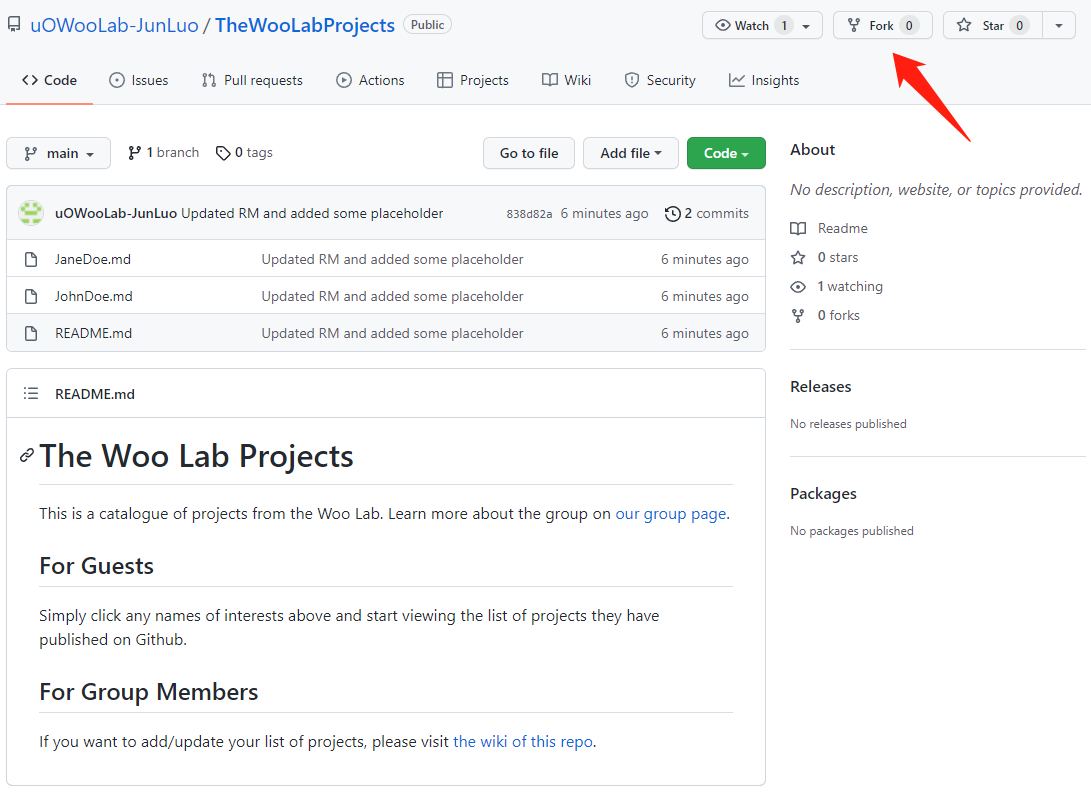 uOWooLab-JunLuo / TheWooLabProjects Public
Watch 1 Fork 0 Star 0
Code Issues Pull requests Actions Projects Wiki Security Insights
main 1 branch 0 tags Go to file Add file Code
uOWooLab-JunLuo Updated RM and added some placeholder 838d82a 6 minutes ago 2 commits
JaneDoe.md Updated RM and added some placeholder 6 minutes ago
JohnDoe.md Updated RM and added some placeholder 6 minutes ago
README.md Updated RM and added some placeholder 6 minutes ago
README.md
The Woo Lab Projects
This is a catalogue of projects from the Woo Lab. Learn more about the group on our group page.
For Guests
Simply click any names of interests above and start viewing the list of projects they have
published on Github.
For Group Members
If you want to add/update your list of projects, please visit the wiki of this repo.
About
No description, website, or topics provided.
Readme
0 stars
1 watching
0 forks
Releases
No releases published
Packages
No packages published